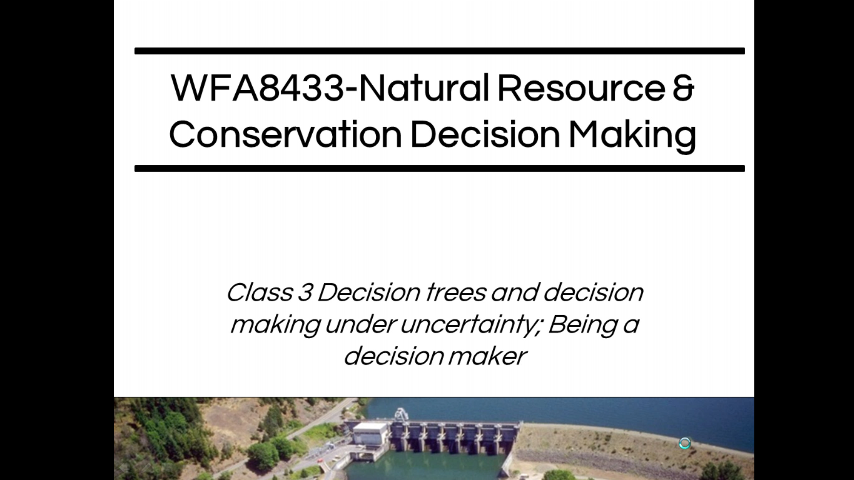 WFA8433-Natural Resource &
Conservation Decision Making
Class 3 Decision trees and decision
making under uncertainty; Being a
decision maker